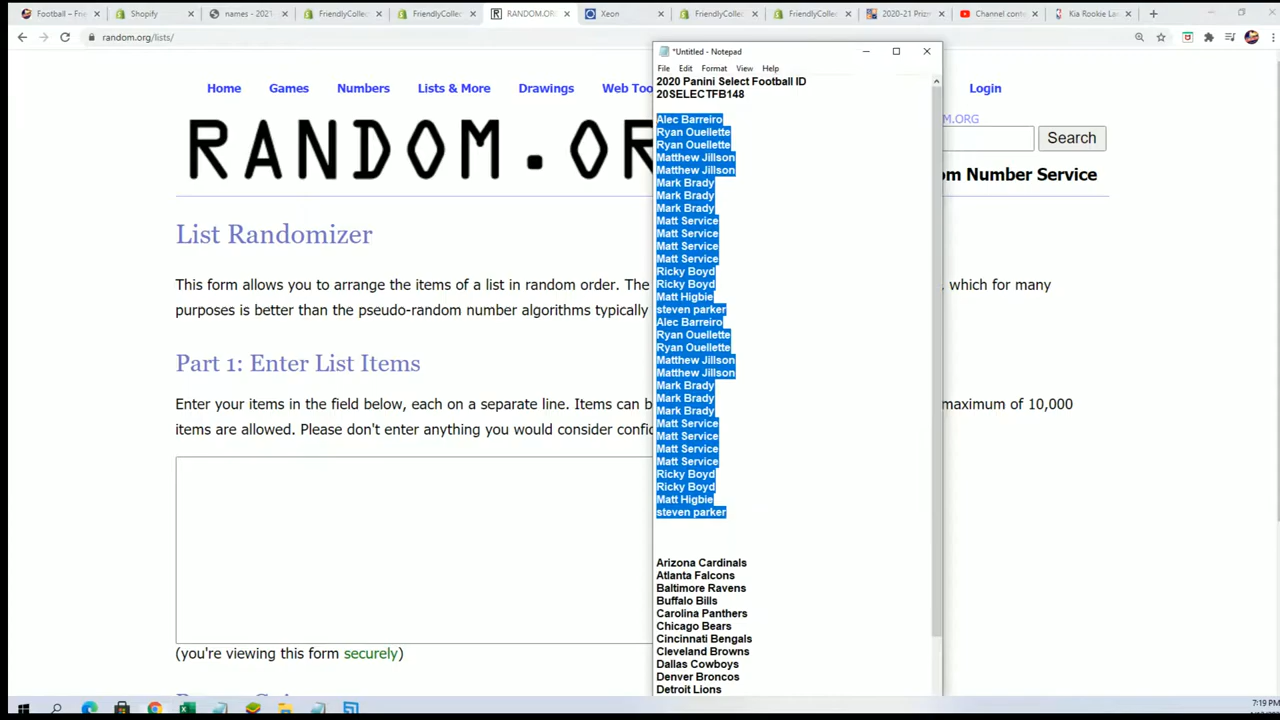 Football – Frie
Shopify
names - 2021
FriendlyCollec
FriendlyCollec
RANDOM.OR
Xeon
FriendlyCollec
FriendlyCollec
2020-21 Prizm
Channel conte
Kia Rookie La
random.org/lists/
*Untitled - Notepad
File Edit Format View Help
Home Games Numbers Lists & More Drawings Web Too
Login
RANDOM.OR
M.ORG
Search
om Number Service
List Randomizer
This form allows you to arrange the items of a list in random order. The
, which for many
purposes is better than the pseudo-random number algorithms typically
Part 1: Enter List Items
Enter your items in the field below, each on a separate line. Items can b
maximum of 10,000
items are allowed. Please don't enter anything you would consider confic
(you're viewing this form securely)
2020 Panini Select Football ID
20SELECTFB148
Alec Barreiro
Ryan Ouellette
Ryan Ouellette
Matthew Jillson
Matthew Jillson
Mark Brady
Mark Brady
Mark Brady
Matt Service
Matt Service
Matt Service
Matt Service
Ricky Boyd
Ricky Boyd
Matt Higbie
steven parker
Alec Barreiro
Ryan Ouellette
Ryan Ouellette
Matthew Jillson
Matthew Jillson
Mark Brady
Mark Brady
Mark Brady
Matt Service
Matt Service
Matt Service
Matt Service
Ricky Boyd
Ricky Boyd
Matt Higbie
steven parker
Arizona Cardinals
Atlanta Falcons
Baltimore Ravens
Buffalo Bills
Carolina Panthers
Chicago Bears
Cincinnati Bengals
Cleveland Browns
Dallas Cowboys
Denver Broncos
Detroit Lions
7:19 PM